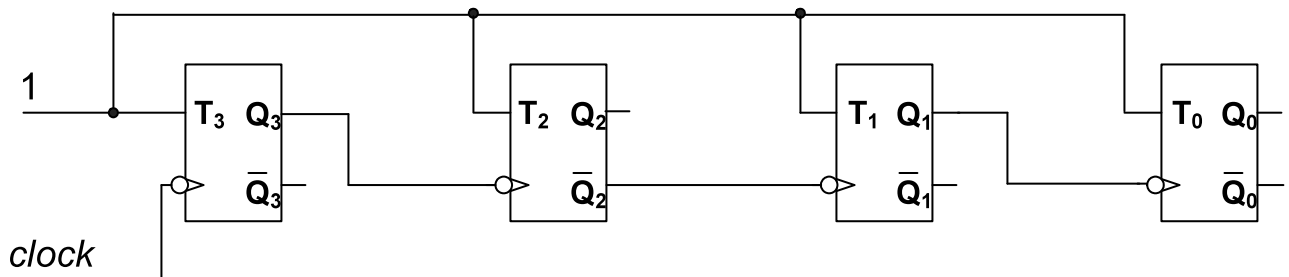 1
T₃ Q₃
T₂ Q₂
T₁ Q₁
T₀ Q₀
Q̅₃
Q̅₂
Q̅₁
Q̅₀
clock